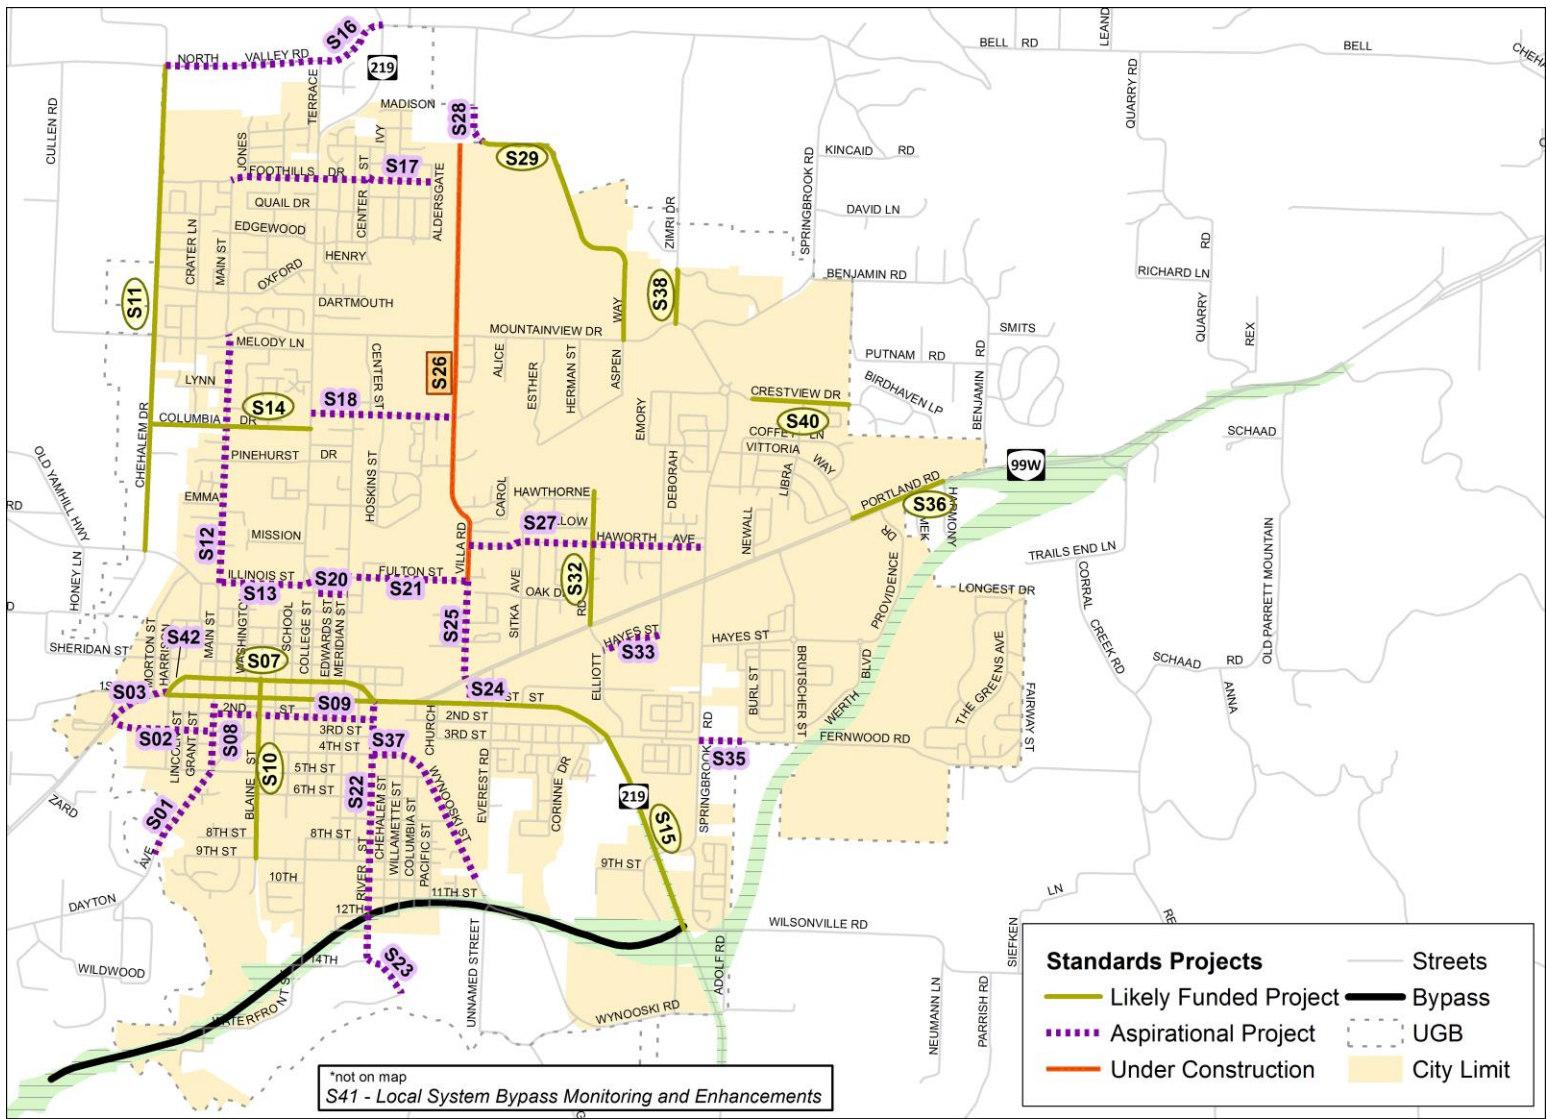 S16
NORTH VALLEY RD
219
BELL RD
LEAND
BELL
CULLEN RD
TERRACE
MADISON
IVY
S28
QUARRY RD
JONES
S29
KINCAID RD
SPRINGBROOK RD
FOOTHILLS DR
ST
S17
ALDERSGATE
QUAIL DR
CENTER
DAVID LN
ZIMRI DR
CRATER LN
MAIN ST
EDGEWOOD
HENRY
OXFORD
RD
BENJAMIN RD
RICHARD LN
S11
DARTMOUTH
WAY
S38
QUARRY
REX
MOUNTAINVIEW DR
SMITS
MELODY LN
CENTER ST
S26
ALICE
ESTHER
HERMAN ST
ASPEN
PUTNAM RD
RD
BENJAMIN
LYNN
BIRDHAVEN LP
CRESTVIEW DR
S18
S14
CHEHALEM DR
COLUMBIA DR
EMORY
S40
COFFE LN
VITTORIA WAY
SCHAAD
OLD YAMHILL HWY
PINEHURST DR
HOSKINS ST
DEBORAH
LIBRA
99W
RD
EMMA
CAROL
HAWTHORNE
PORTLAND RD
S36
HARMONY
S12
MISSION
VILLA RD
S27
LOW
HAWORTH AVE
NEWALL
DR
MEK
TRAILS END LN
OLD PARRETT MOUNTAIN
HONEY LN
ILLINOIS ST
S20
FULTON ST
S13
S21
S32
AVE
OAK D
RD
SITKA
PROVIDENCE
LONGEST DR
CORRAL CREEK RD
D
SHERIDAN ST
MORTON ST
HARRISON
S42
MAIN ST
WASHINGTO
SCHOOL
COLLEGE ST
EDWARDS ST
MERIDIAN ST
S25
HAYES ST
S33
HAYES ST
S07
ELLIOTT
BURL ST
BRUTSCHER ST
BLVD
WERTH
THE GREENS AVE
FAIRWAY ST
SCHAAD RD
ANNA
1S
S03
S24
ST ST
S09
2ND ST
2ND ST
3RD ST
3RD ST
CHURCH
S02
LINCOL ST
GRANT ST
S08
S37
4TH ST
FERNWOOD RD
RD
S35
SPRINGBROOK
S10
5TH ST
6TH ST
S22
WYNOOSKI ST
EVEREST RD
CORINNE DR
219
ZARD
S01
BLAINE ST
CHEHALEM ST
WILLAMETTE ST
COLUMBIA ST
PACIFIC ST
S15
8TH ST
8TH ST
AVE
9TH ST
9TH ST
10TH
RIVER ST
11TH ST
12TH
LN
DAYTON
WILSONVILLE RD
RE
SIEFKEN
WILDWOOD
14TH
S23
UNNAMED STREET
ADOLF RD
NEUMANN LN
PARRISH RD
WATERFRONT S
WYNOOSKI RD
Standards Projects
Likely Funded Project
Aspirational Project
Under Construction
Streets
Bypass
UGB
City Limit
*not on map
S41 - Local System Bypass Monitoring and Enhancements